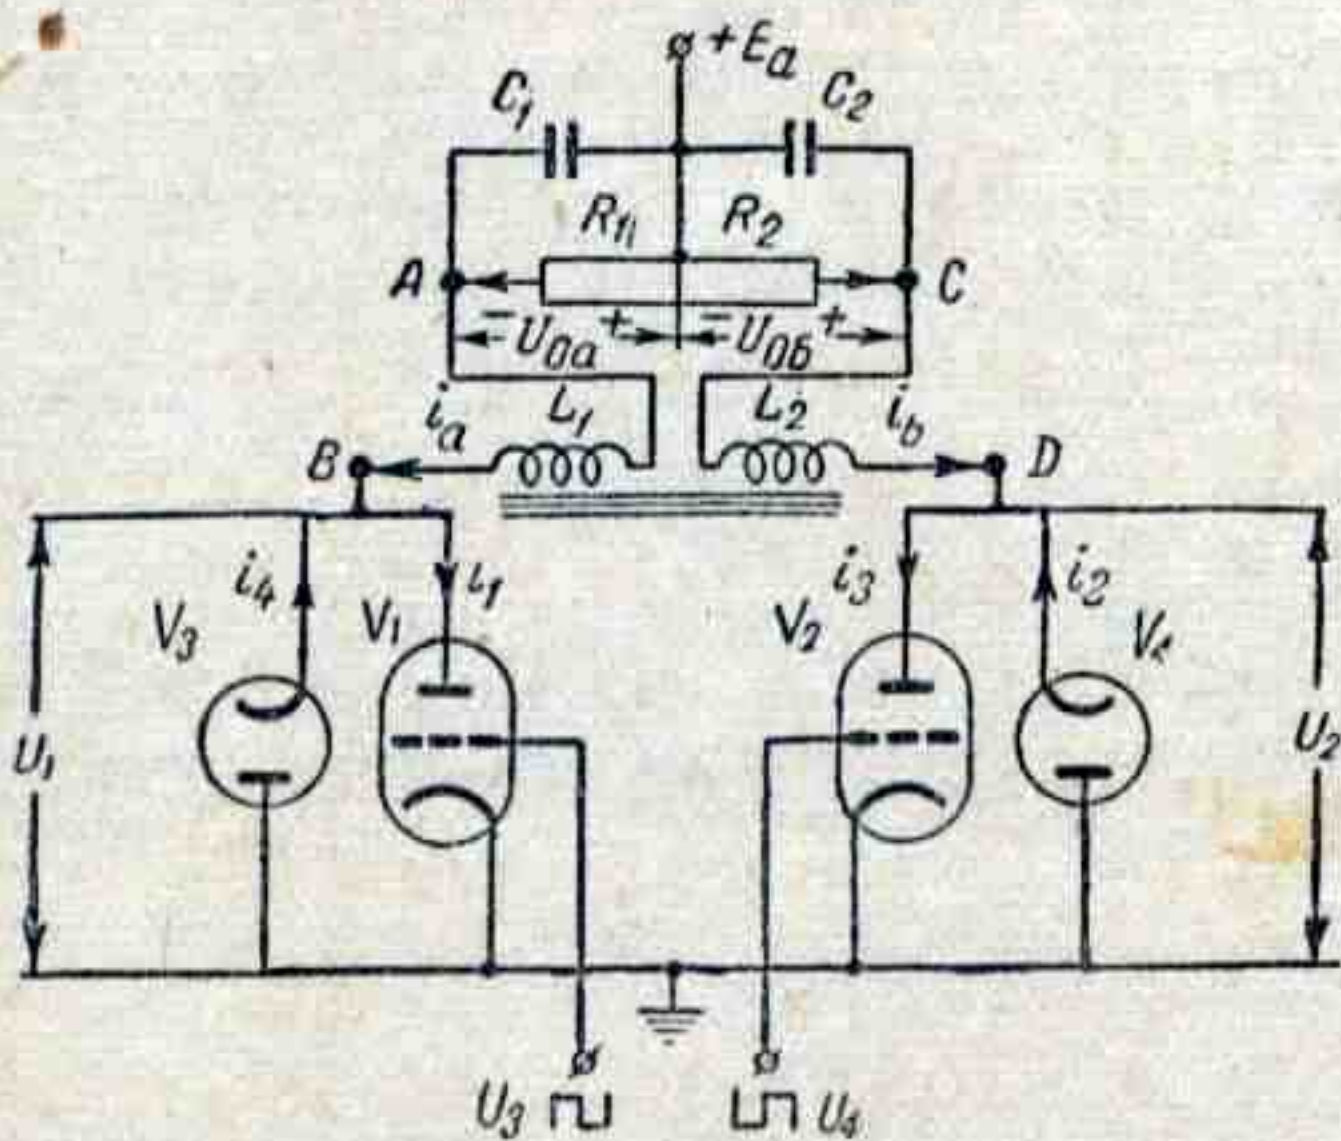 +Ea
C1 C2
R1 R2
A C
- U0a + - U0б +
ia L1 L2 ib
B D
i4 i1 i3 i2
V3 V1 V2
U1 U2
U3 U4